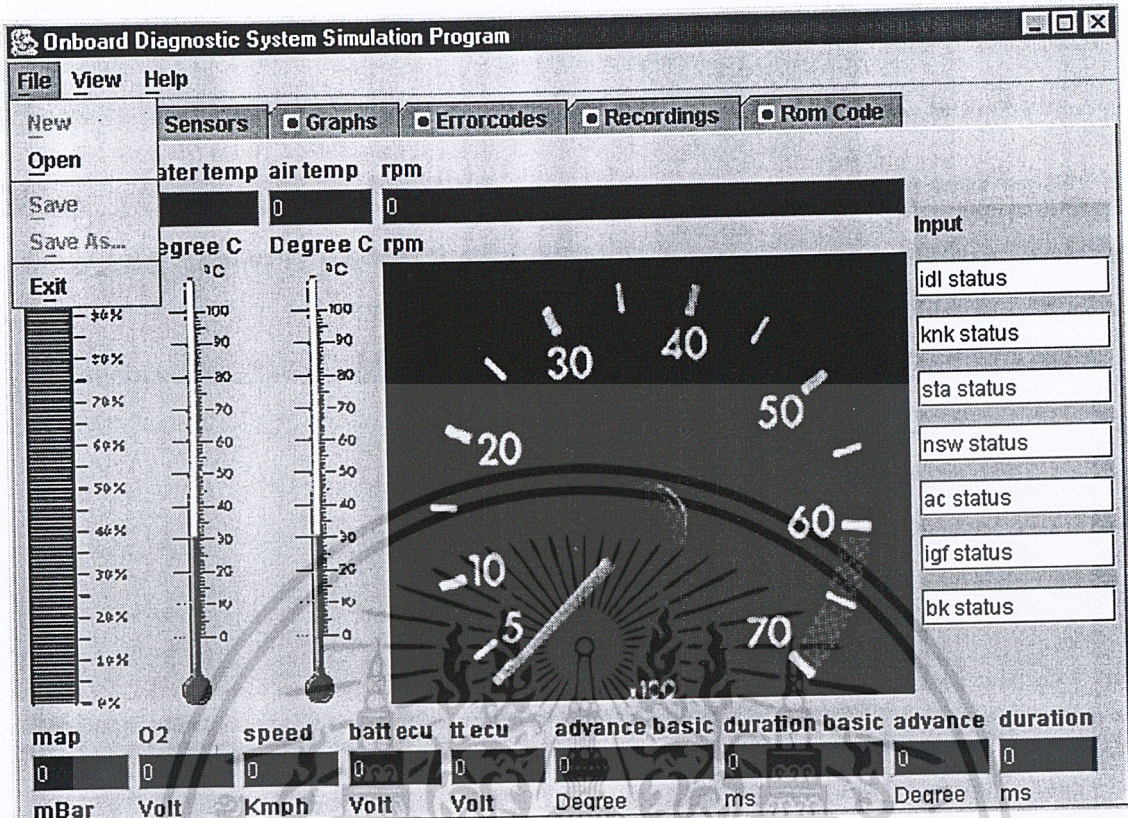 Onboard Diagnostic System Simulation Program
File View Help
New
Open
Save
Save As...
Exit
Sensors Graphs Errorcodes Recordings Rom Code
ater temp air temp rpm
0 0
egree C Degree C rpm
°C °C
100 100
90 90
80 80
70 70
60 60
50 50
40 40
30 30
20 20
10 10
0 0
90%
80%
70%
60%
50%
40%
30%
20%
10%
0%
5
10
20
30
40
50
60
70
x100
Input
idl status
knk status
sta status
nsw status
ac status
igf status
bk status
map O2 speed batt ecu tt ecu advance basic duration basic advance duration
0 0 0 0 0 0 0 0 0
mBar Volt Kmph Volt Volt Degree ms Degree ms